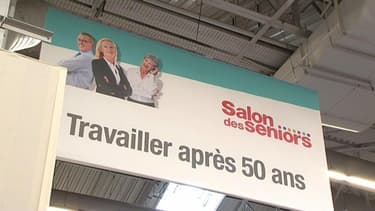 Salon
des Seniors
Travailler après 50 ans